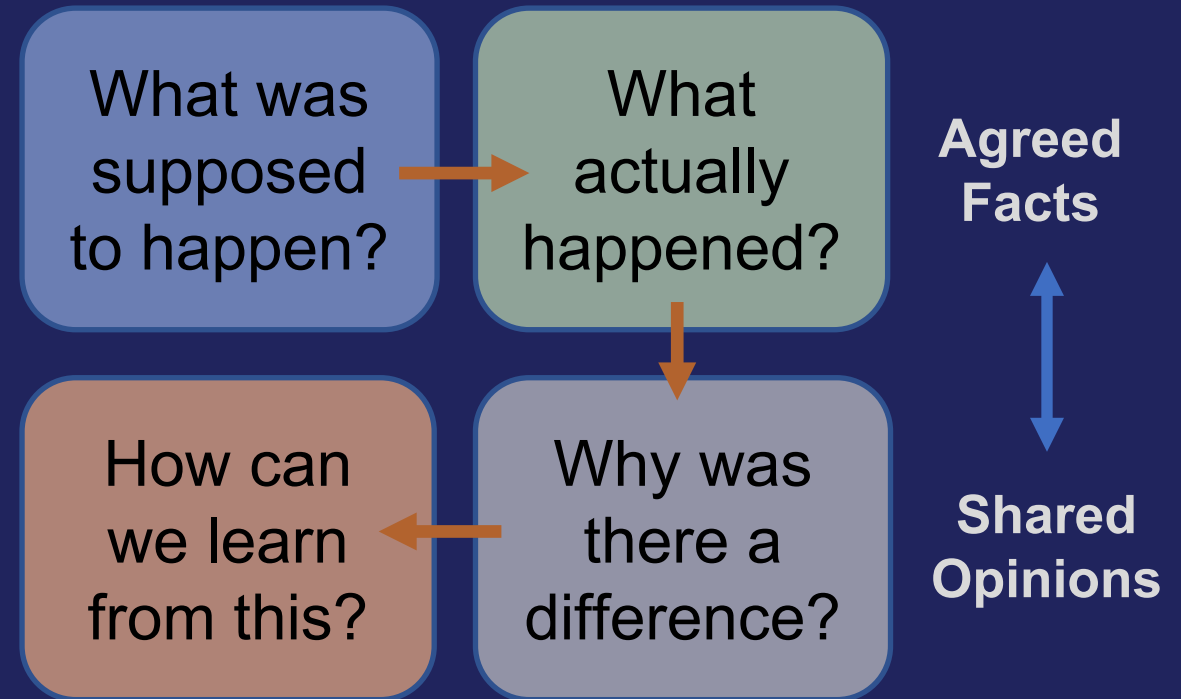 What was
supposed
to happen?
What
actually
happened?
Agreed
Facts
How can
we learn
from this?
Why was
there a
difference?
Shared
Opinions